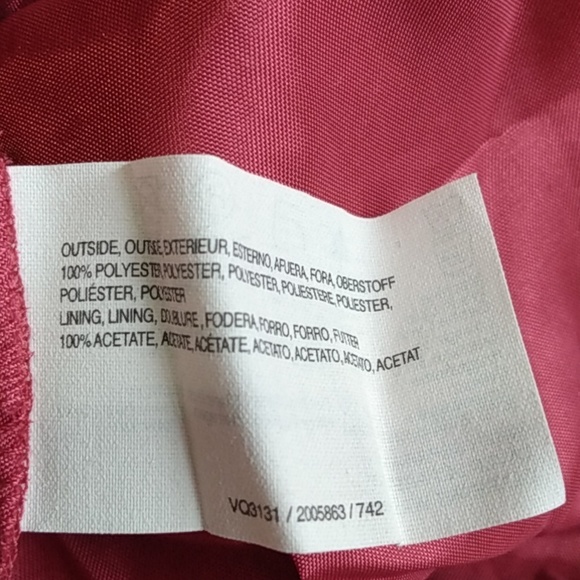 OUTSIDE, OUTSIDE, EXTERIEUR, ESTERNO, AFUERA, FORA, OBERSTOFF
100% POLYESTER, POLYESTER, POLYESTER, POLIESTERE, POLIESTER,
POLIÉSTER, POLYESTER
LINING, LINING, DOUBLURE, FODERA, FORRO, FORRO, FUTTER
100% ACETATE, ACETATE, ACÉTATE, ACETATO, ACETATO, ACETATO, ACETAT
VQ3131 / 2005863 / 742